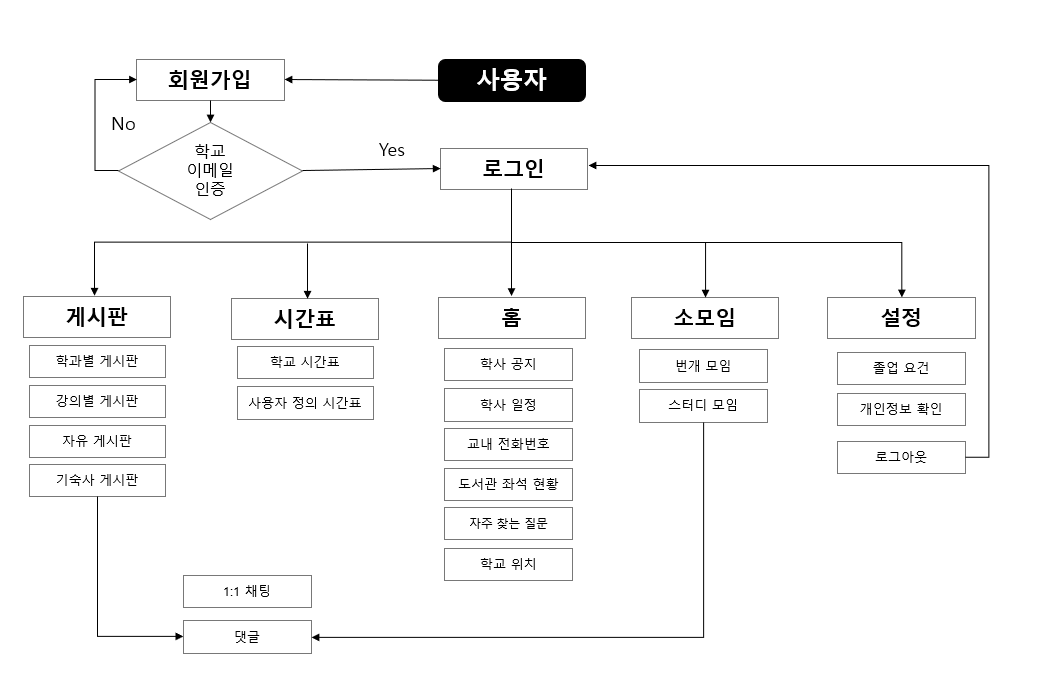 회원가입
사용자
No
학교
이메일
인증
Yes
로그인
게시판
시간표
홈
소모임
설정
학과별 게시판
강의별 게시판
자유 게시판
기숙사 게시판
학교 시간표
사용자 정의 시간표
학사 공지
학사 일정
교내 전화번호
도서관 좌석 현황
자주 찾는 질문
학교 위치
번개 모임
스터디 모임
졸업 요건
개인정보 확인
로그아웃
1:1 채팅
댓글